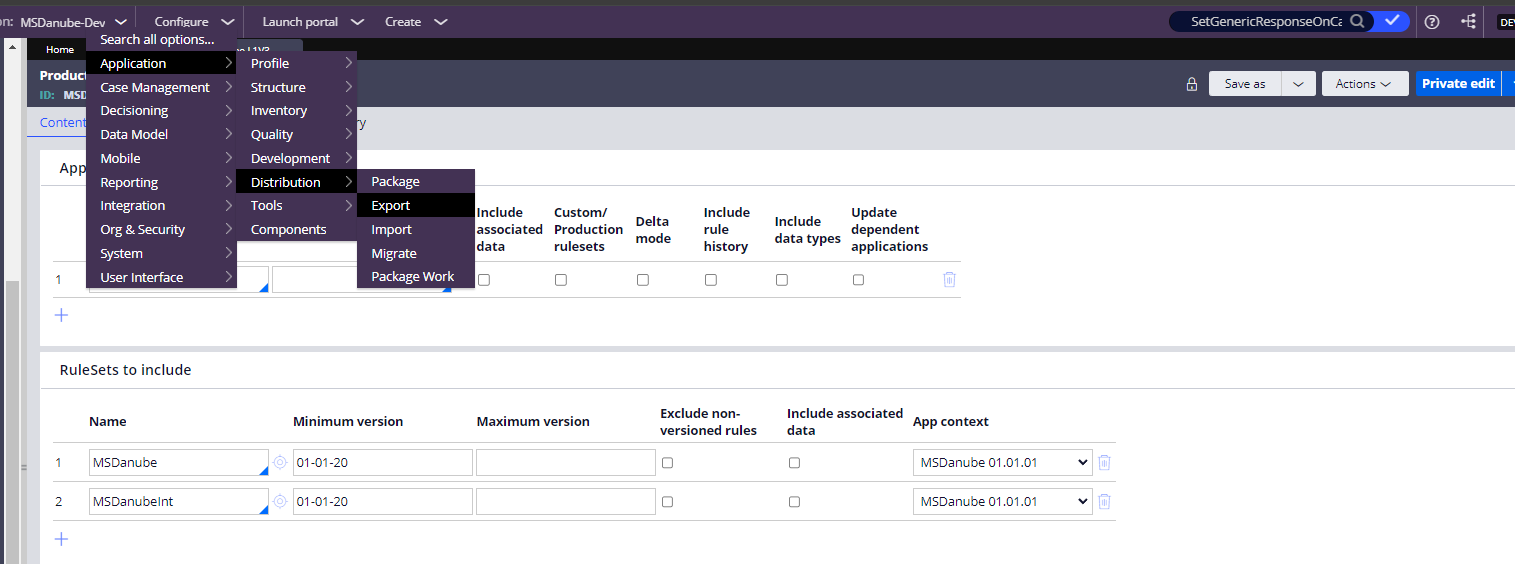 on: MSDanube-Dev Configure Launch portal Create SetGenericResponseOnCa DE
Search all options...
Home
Application Profile
Product
Case Management Structure Save as Actions Private edit
ID:
Decisioning Inventory
Content
Data Model Quality
Mobile Development
App
Reporting Distribution Package
Integration Tools Export
Org & Security Components Import
System Migrate
User Interface Package Work
Include associated data
Custom/ Production rulesets
Delta mode
Include rule history
Include data types
Update dependent applications
1
RuleSets to include
Name Minimum version Maximum version Exclude non-versioned rules Include associated data App context
1 MSDanube 01-01-20 MSDanube 01.01.01
2 MSDanubeInt 01-01-20 MSDanube 01.01.01